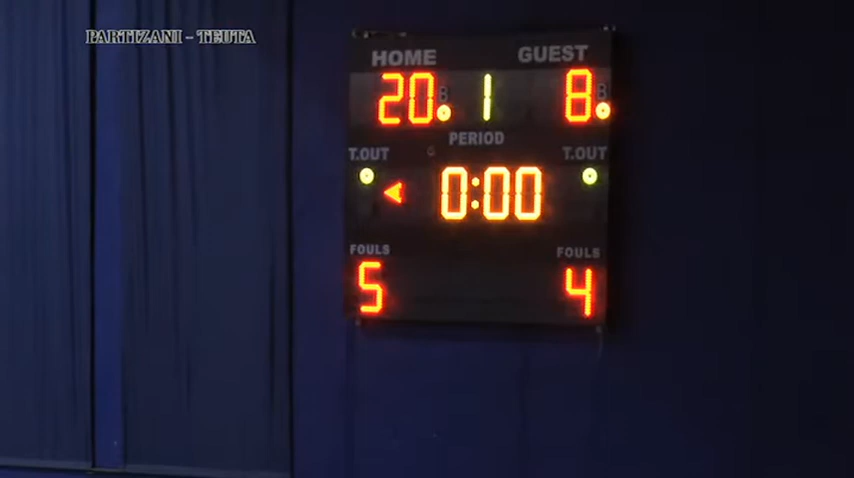 PARTIZANI - TEUTA
HOME GUEST
20 B 1 8 B
PERIOD
T.OUT G T.OUT
0:00
FOULS FOULS
5 4